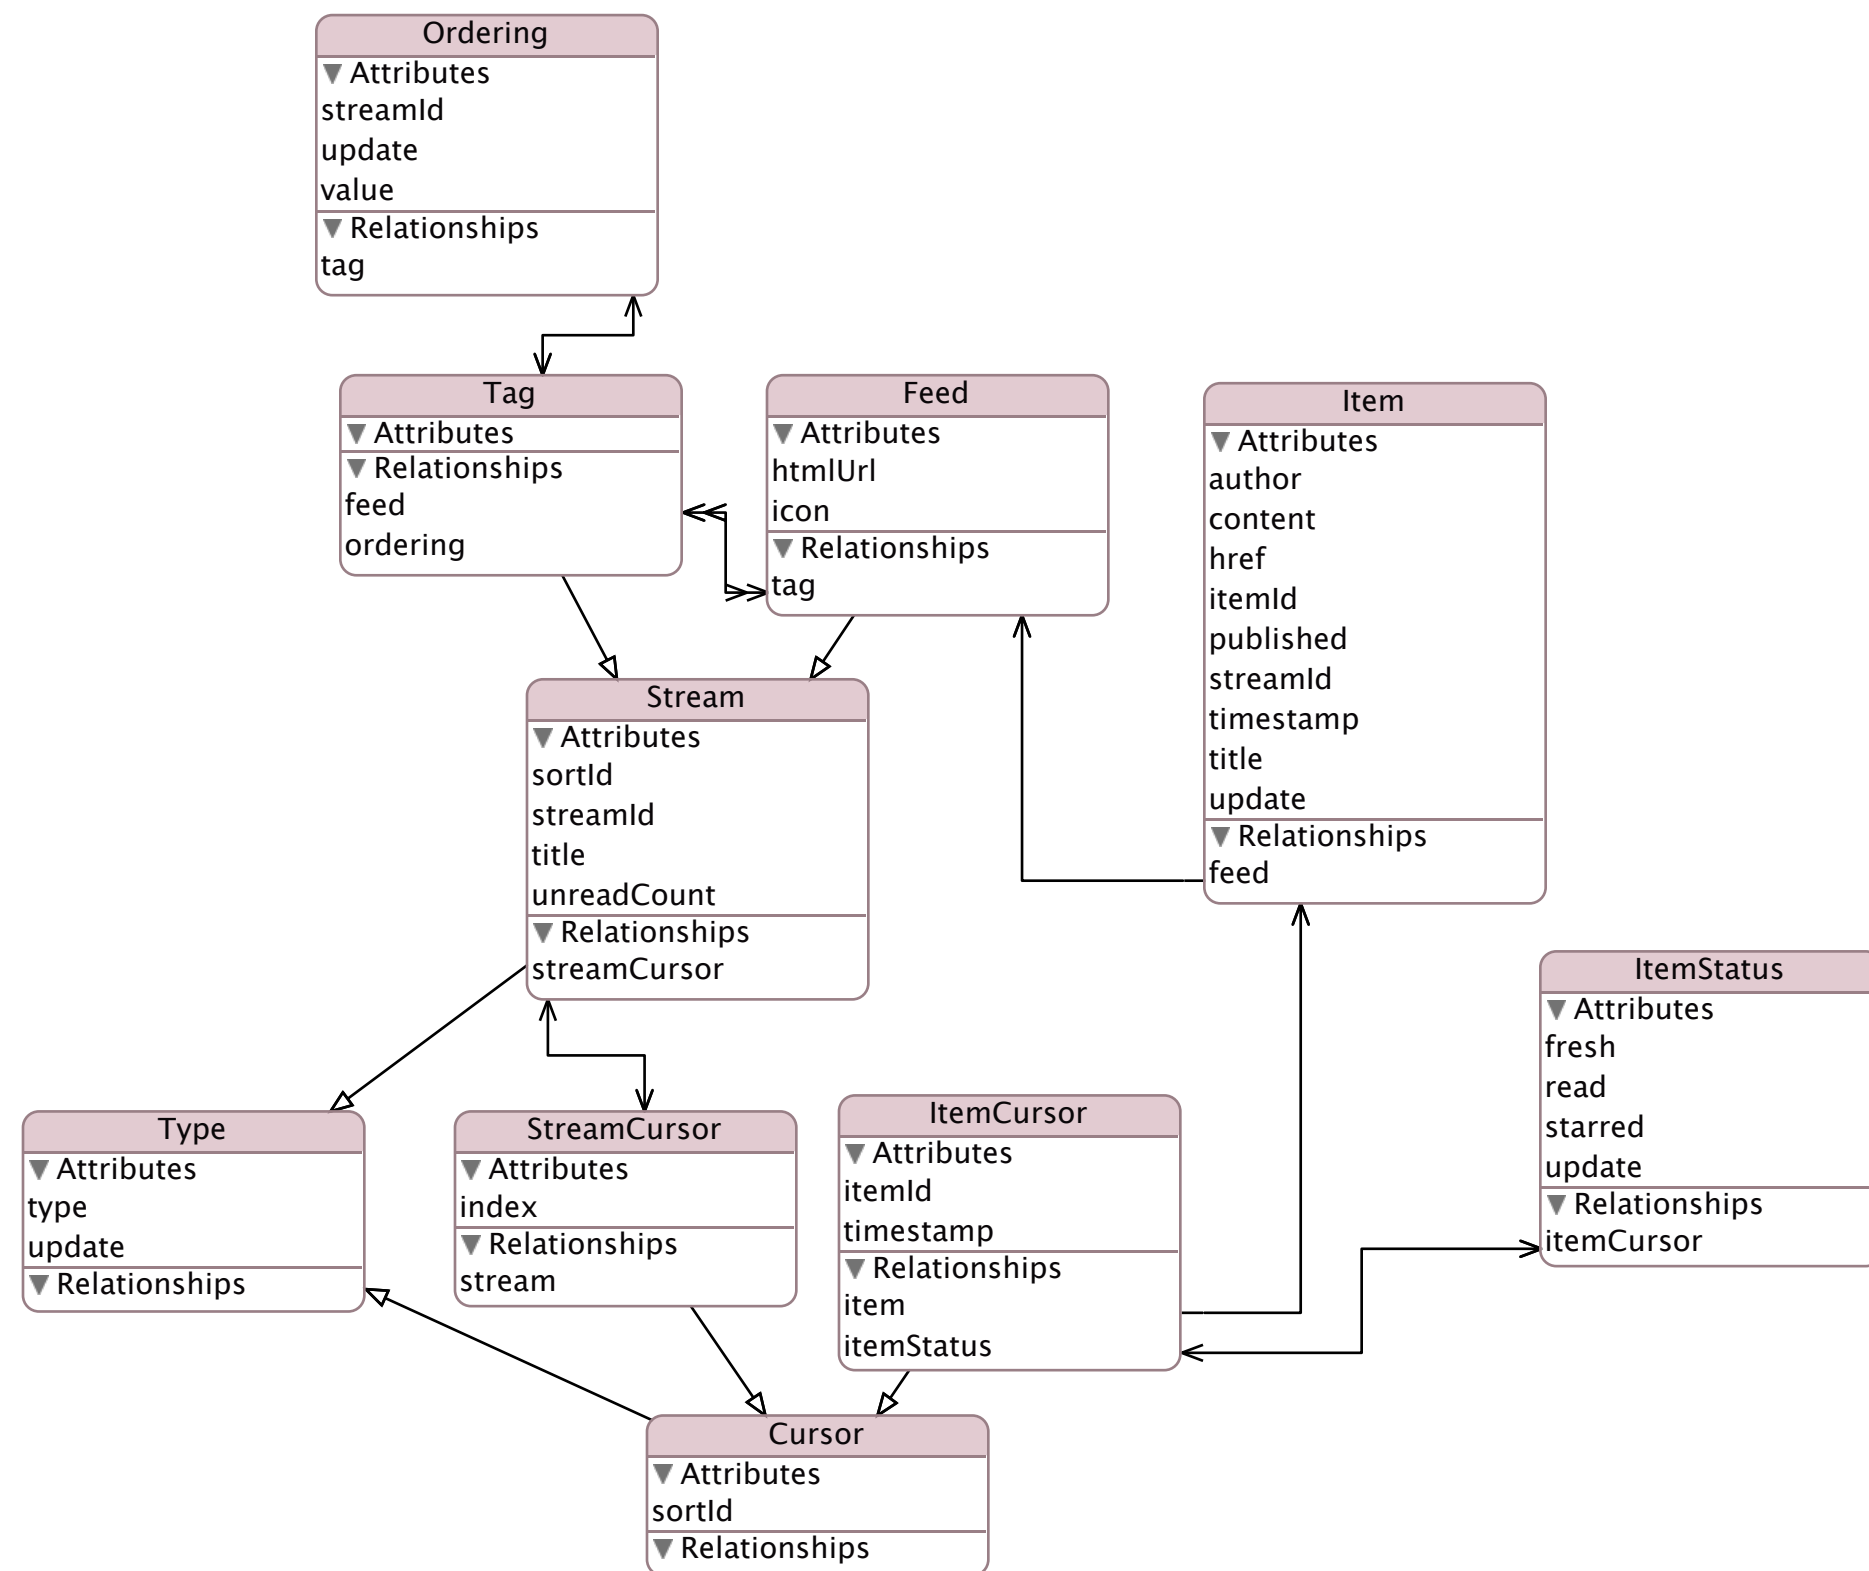 Ordering
Attributes
streamId
update
value
Relationships
tag
Tag
Attributes
Relationships
feed
ordering
Feed
Attributes
htmlUrl
icon
Relationships
tag
Item
Attributes
author
content
href
itemId
published
streamId
timestamp
title
update
Relationships
feed
Stream
Attributes
sortId
streamId
title
unreadCount
Relationships
streamCursor
ItemStatus
Attributes
fresh
read
starred
update
Relationships
itemCursor
Type
Attributes
type
update
Relationships
StreamCursor
Attributes
index
Relationships
stream
ItemCursor
Attributes
itemId
timestamp
Relationships
item
itemStatus
Cursor
Attributes
sortId
Relationships